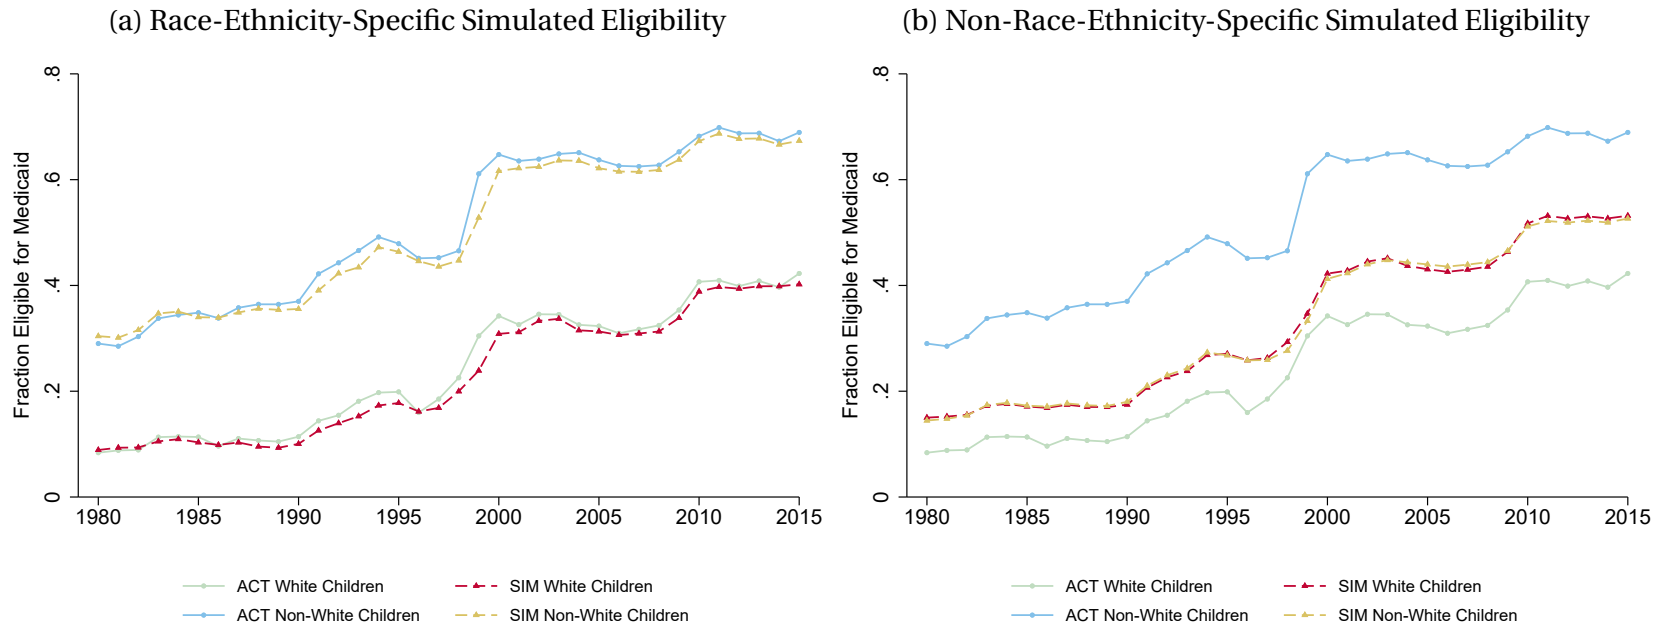 (a) Race-Ethnicity-Specific Simulated Eligibility
Fraction Eligible for Medicaid
.8
.6
.4
.2
0
1980 1985 1990 1995 2000 2005 2010 2015
ACT White Children SIM White Children
ACT Non-White Children SIM Non-White Children
(b) Non-Race-Ethnicity-Specific Simulated Eligibility
Fraction Eligible for Medicaid
.8
.6
.4
.2
0
1980 1985 1990 1995 2000 2005 2010 2015
ACT White Children SIM White Children
ACT Non-White Children SIM Non-White Children